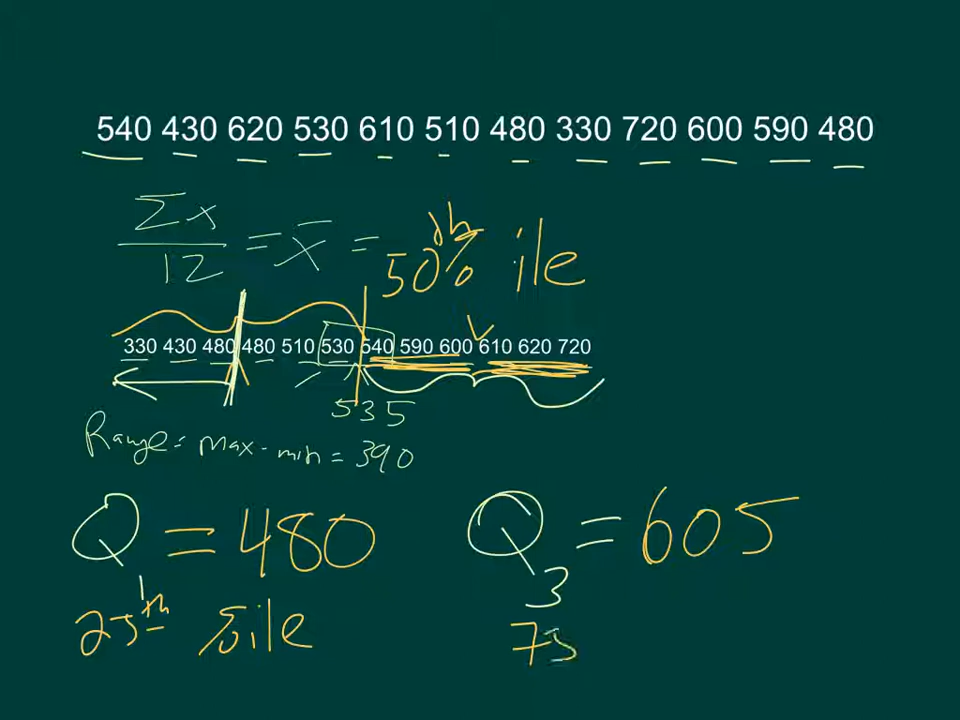 540 430 620 530 610 510 480 330 720 600 590 480
Σx
12
= x̄ =
50th %ile
330 430 480 480 510 530 540 590 600 610 620 720
535
Range = max - min = 390
Q1 = 480
Q3 = 605
25th %ile
75